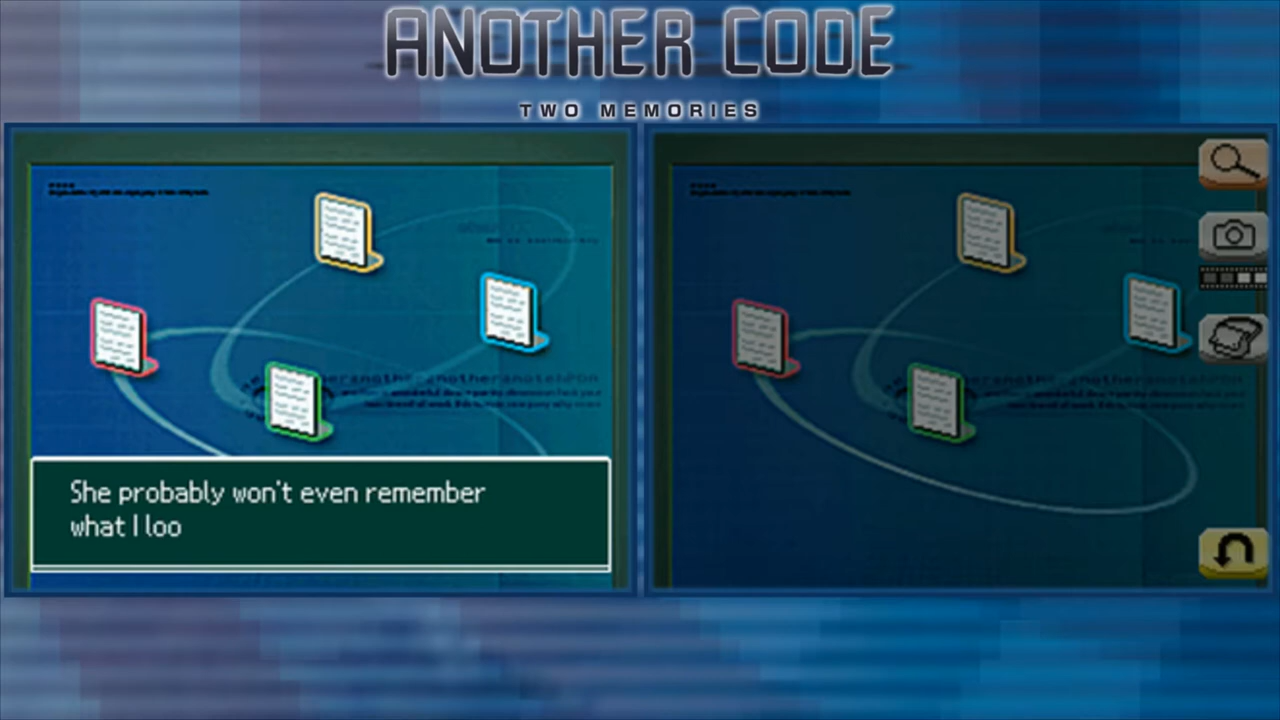 ANOTHER CODE
TWO MEMORIES
She probably won't even remember
what I loo